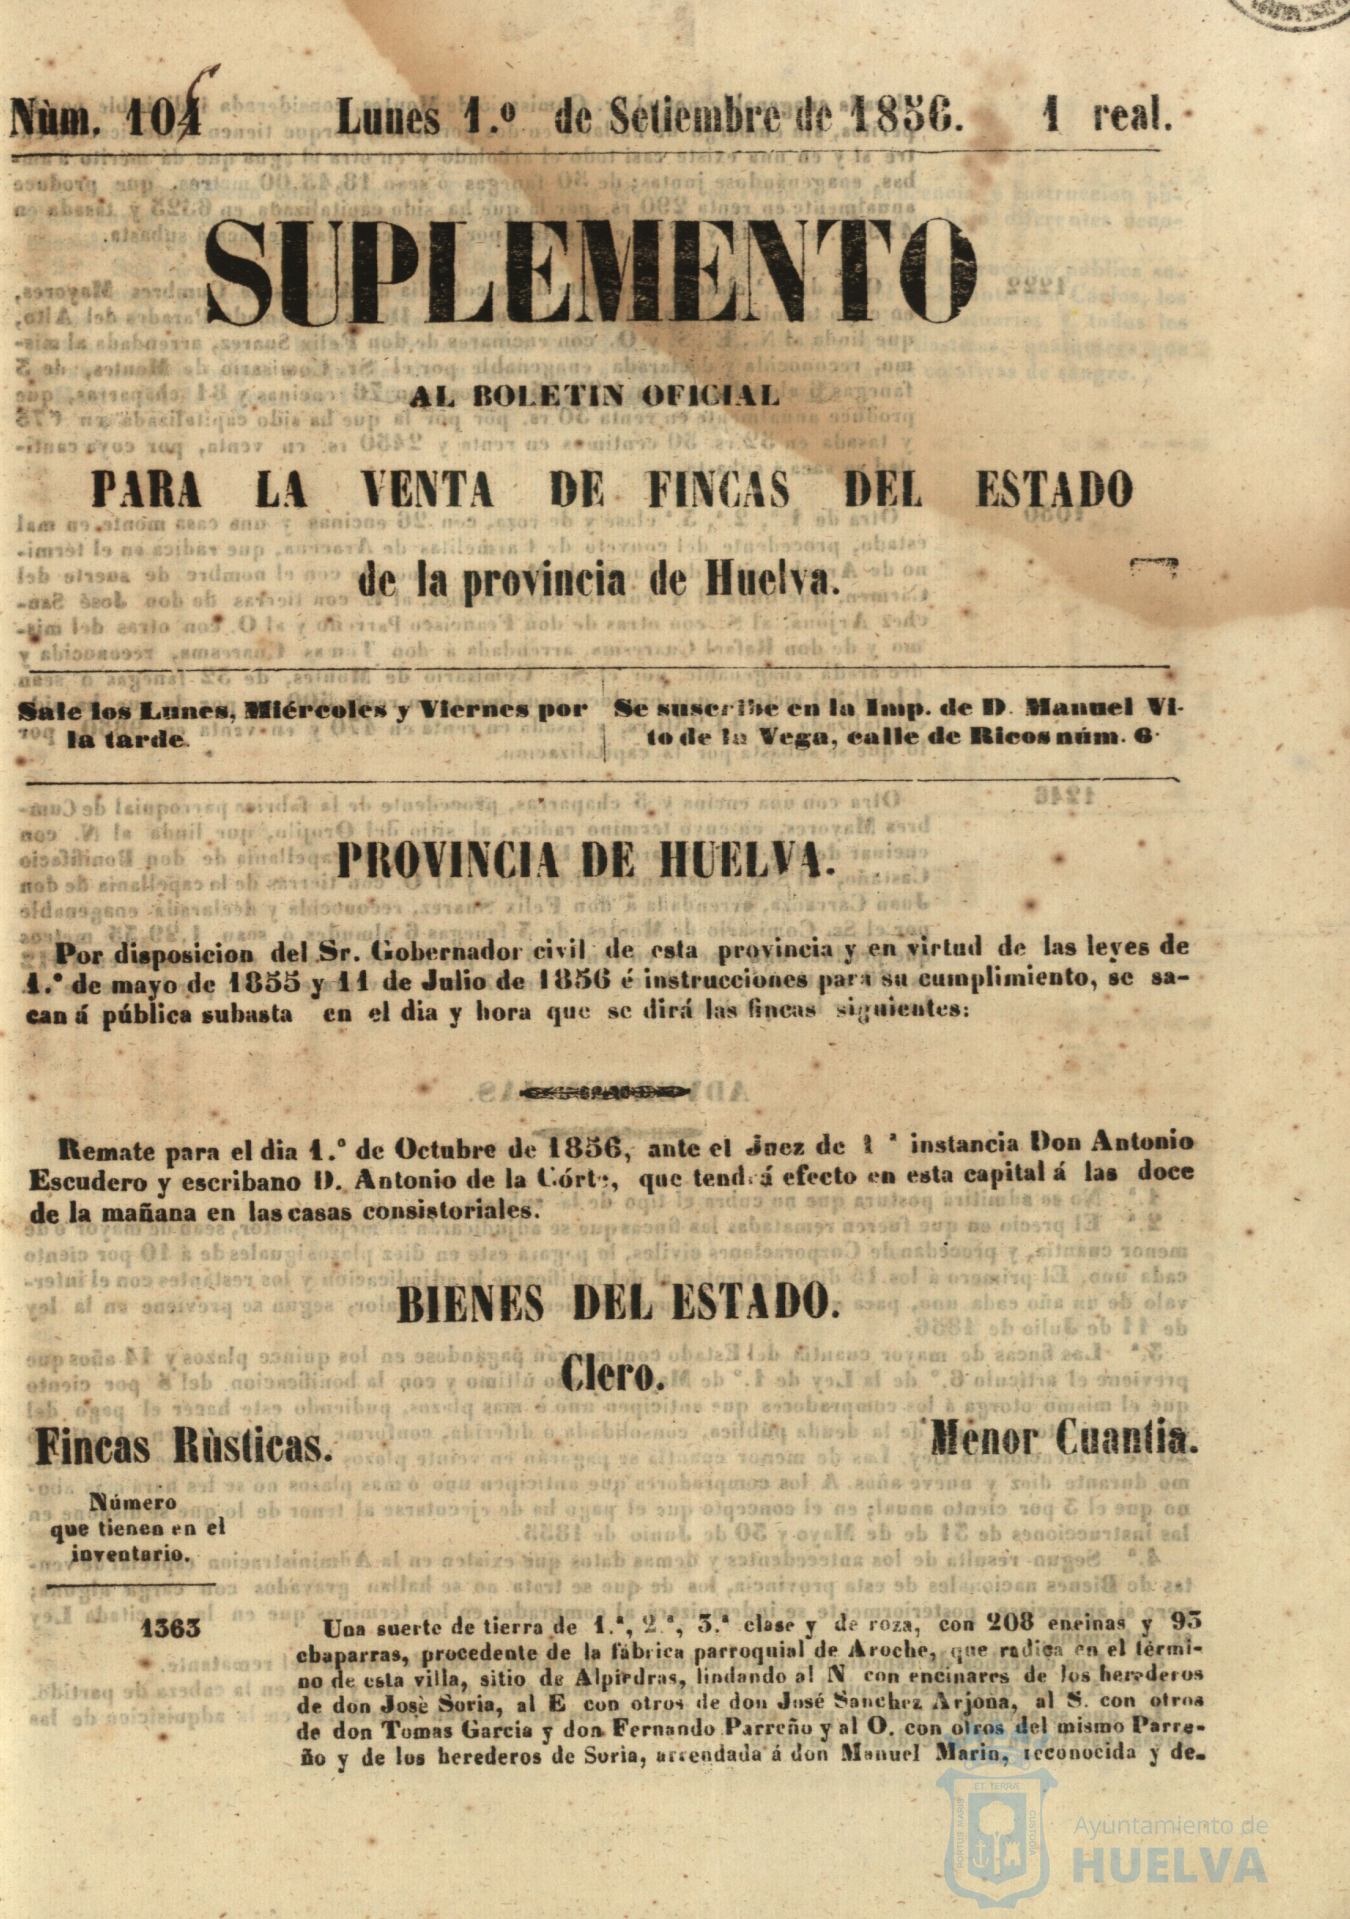 Nùm. 104 Lunes 1.º de Setiembre de 1856. 1 real.
SUPLEMENTO
AL BOLETIN OFICIAL
PARA LA VENTA DE FINCAS DEL ESTADO
de la provincia de Huelva.
Sale los Lunes, Miércoles y Viernes por
la tarde.
Se suscribe en la Imp. de D. Manuel Vi-
to de la Vega, calle de Ricos núm. 6.
PROVINCIA DE HUELVA.
Por disposicion del Sr. Gobernador civil de esta provincia y en virtud de las leyes de
1.º de mayo de 1855 y 11 de Julio de 1856 é instrucciones para su cumplimiento, se sa-
can á pública subasta en el dia y hora que se dirá las fincas siguientes:
Remate para el dia 1.º de Octubre de 1856, ante el Juez de 1.ª instancia Don Antonio
Escudero y escribano D. Antonio de la Córte, que tendrá efecto en esta capital á las doce
de la mañana en las casas consistoriales.
BIENES DEL ESTADO.
Clero.
Fincas Rùsticas. Menor Cuantia.
Número
que tienen en el
inventario.
1363 Una suerte de tierra de 1.ª, 2.ª, 3.ª clase y de roza, con 208 encinas y 93
chaparras, procedente de la fábrica parroquial de Aroche, que radica en el térmi-
no de esta villa, sitio de Alpiedras, lindando al N con encinares de los herederos
de don Josè Soria, al E con otros de don José Sanchez Arjona, al S. con otros
de don Tomas Garcia y don Fernando Parreño y al O. con otros del mismo Parre-
ño y de los herederos de Soria, arrendada á don Manuel Marin, reconocida y de-
ET TERRÆ
PORTUS MARIS
CUSTODIA
Ayuntamiento de
HUELVA